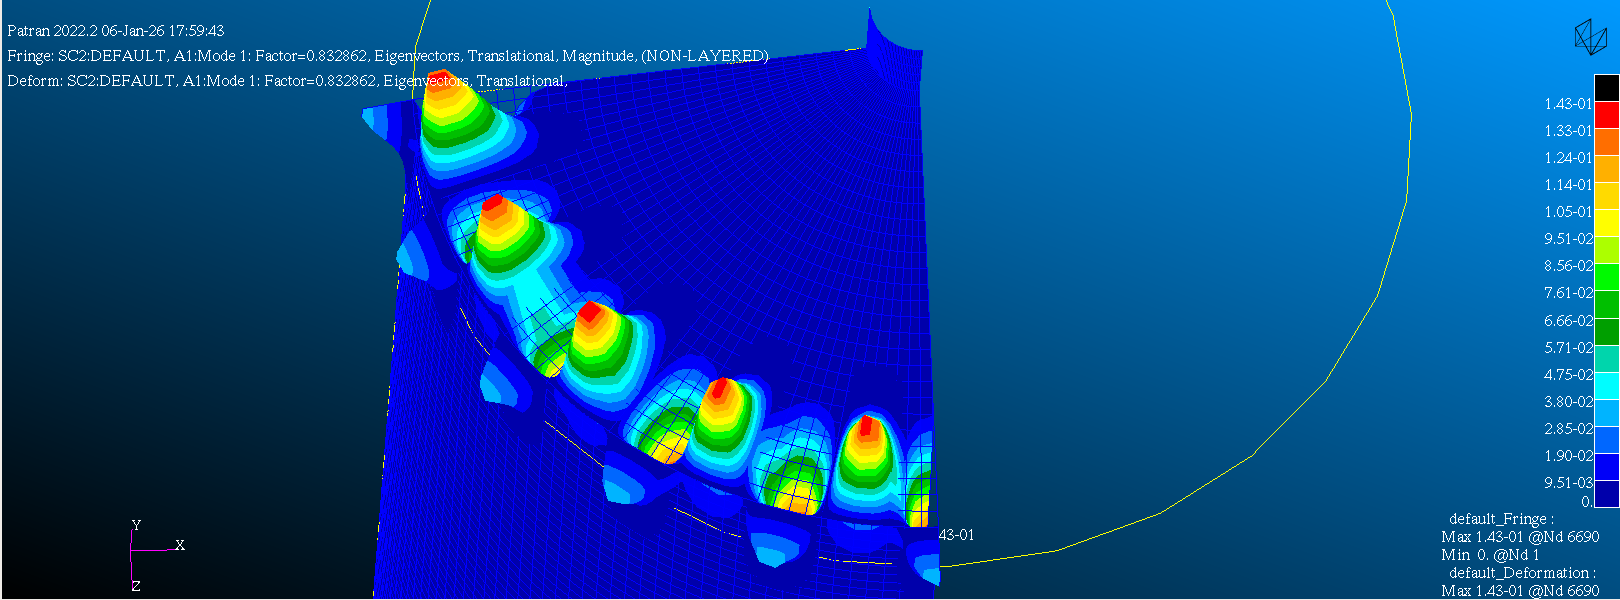 Patran 2022.2 06-Jan-26 17:59:43
Fringe: SC2:DEFAULT, A1:Mode 1: Factor=0.832862, Eigenvectors, Translational, Magnitude, (NON-LAYERED)
Deform: SC2:DEFAULT, A1:Mode 1: Factor=0.832862, Eigenvectors, Translational,
1.43-01
1.33-01
1.24-01
1.14-01
1.05-01
9.51-02
8.56-02
7.61-02
6.66-02
5.71-02
4.75-02
3.80-02
2.85-02
1.90-02
9.51-03
0.
default_Fringe :
Max 1.43-01 @Nd 6690
Min 0. @Nd 1
default_Deformation :
Max 1.43-01 @Nd 6690
43-01
Y
X
Z